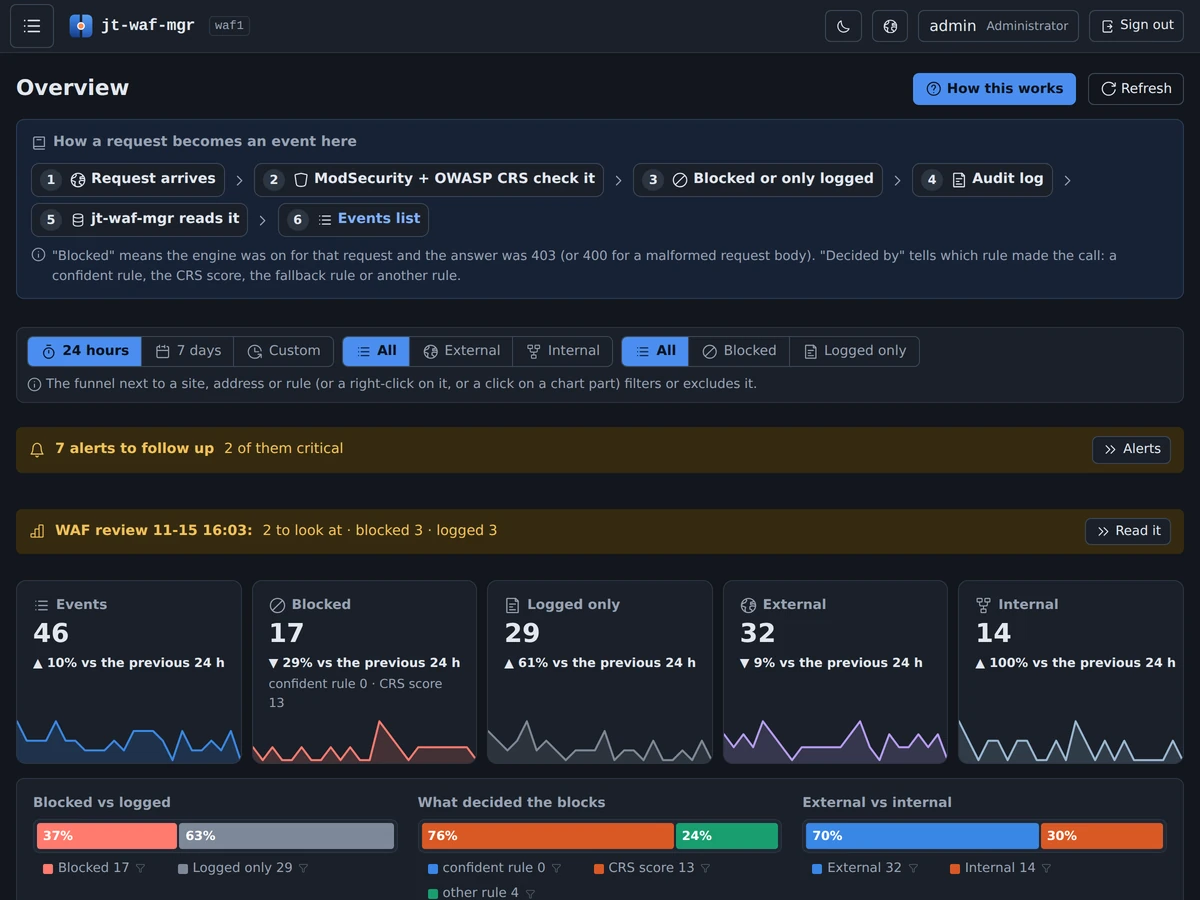 jt-waf-mgr waf1 admin Administrator Sign out
Overview How this works Refresh
How a request becomes an event here
1 Request arrives 2 ModSecurity + OWASP CRS check it 3 Blocked or only logged 4 Audit log
5 jt-waf-mgr reads it 6 Events list
"Blocked" means the engine was on for that request and the answer was 403 (or 400 for a malformed request body). "Decided by" tells which rule made the call: a
confident rule, the CRS score, the fallback rule or another rule.
24 hours 7 days Custom All External Internal All Blocked Logged only
The funnel next to a site, address or rule (or a right-click on it, or a click on a chart part) filters or excludes it.
7 alerts to follow up 2 of them critical Alerts
WAF review 11-15 16:03: 2 to look at · blocked 3 · logged 3 Read it
Events Blocked Logged only External Internal
46 17 29 32 14
▲ 10% vs the previous 24 h ▼ 29% vs the previous 24 h ▲ 61% vs the previous 24 h ▼ 9% vs the previous 24 h ▲ 100% vs the previous 24 h
confident rule 0 · CRS score
13
Blocked vs logged What decided the blocks External vs internal
37% 63% 76% 24% 70% 30%
Blocked 17 Logged only 29 confident rule 0 CRS score 13 External 32 Internal 14
other rule 4